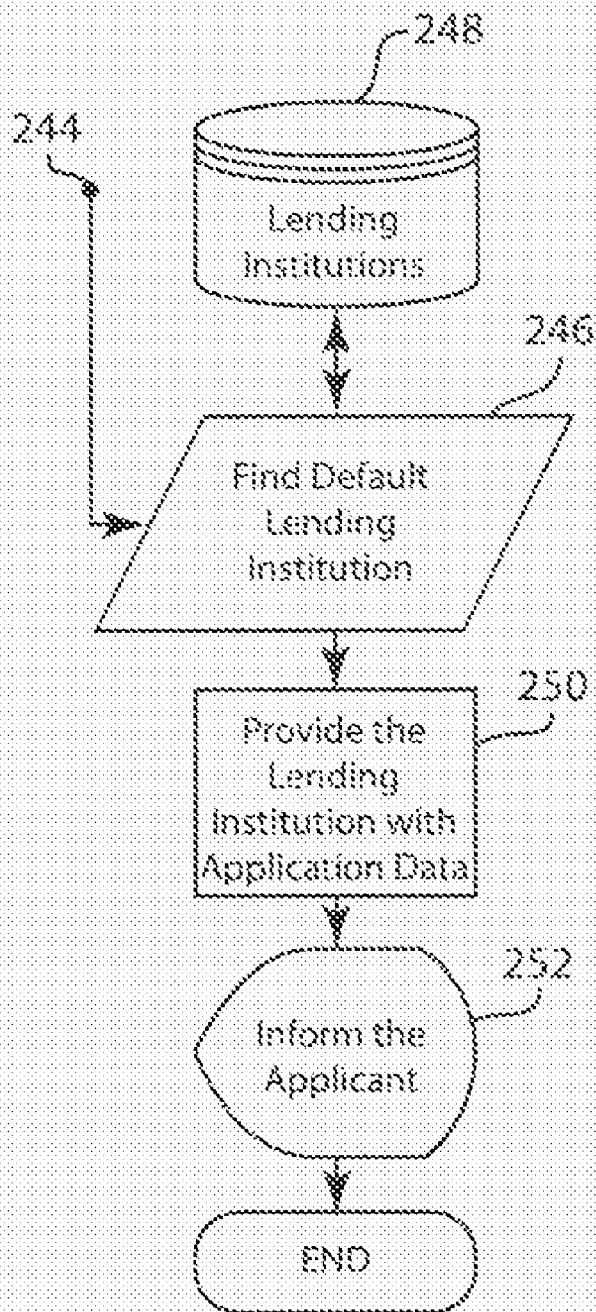 248
244
Lending
Institutions
246
Find Default
Lending
Institution
250
Provide the
Lending
Institution with
Application Data
252
Inform the
Applicant
END